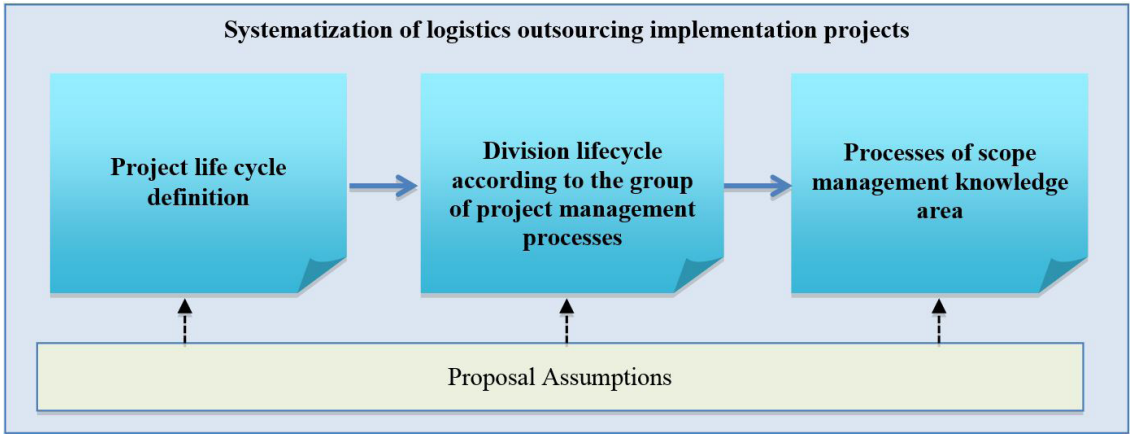 Systematization of logistics outsourcing implementation projects
Project life cycle
definition
Division lifecycle
according to the group
of project management
processes
Processes of scope
management knowledge
area
Proposal Assumptions